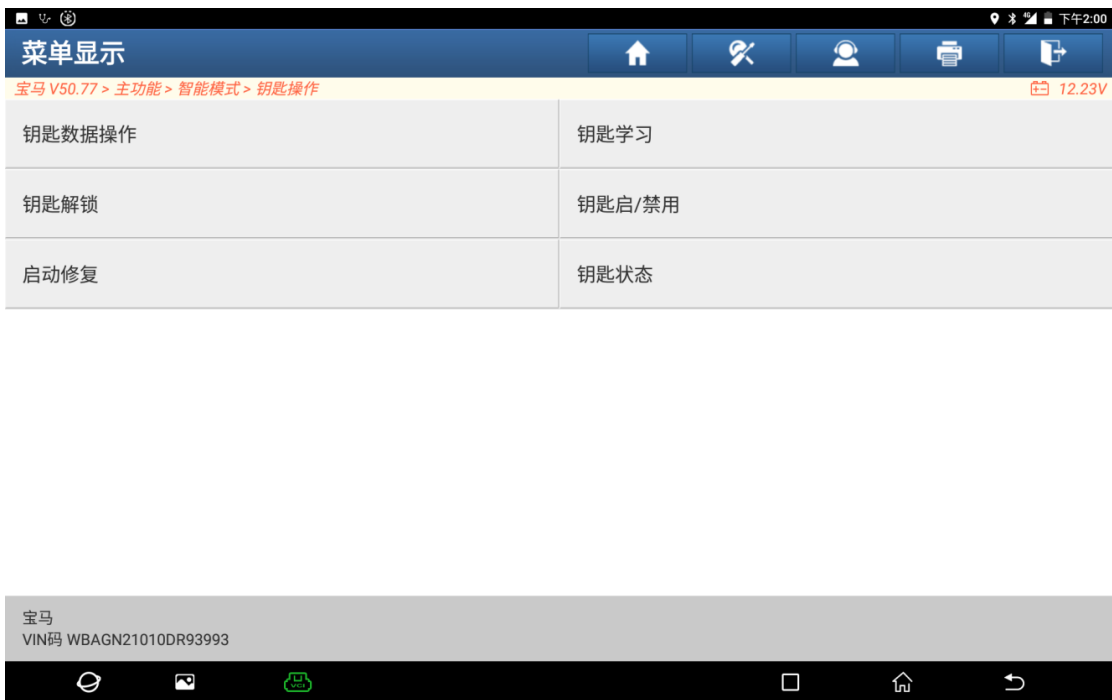 4G 下午2:00
菜单显示
宝马 V50.77 > 主功能 > 智能模式 > 钥匙操作 12.23V
钥匙数据操作 钥匙学习
钥匙解锁 钥匙启/禁用
启动修复 钥匙状态
宝马
VIN码 WBAGN21010DR93993
VCI